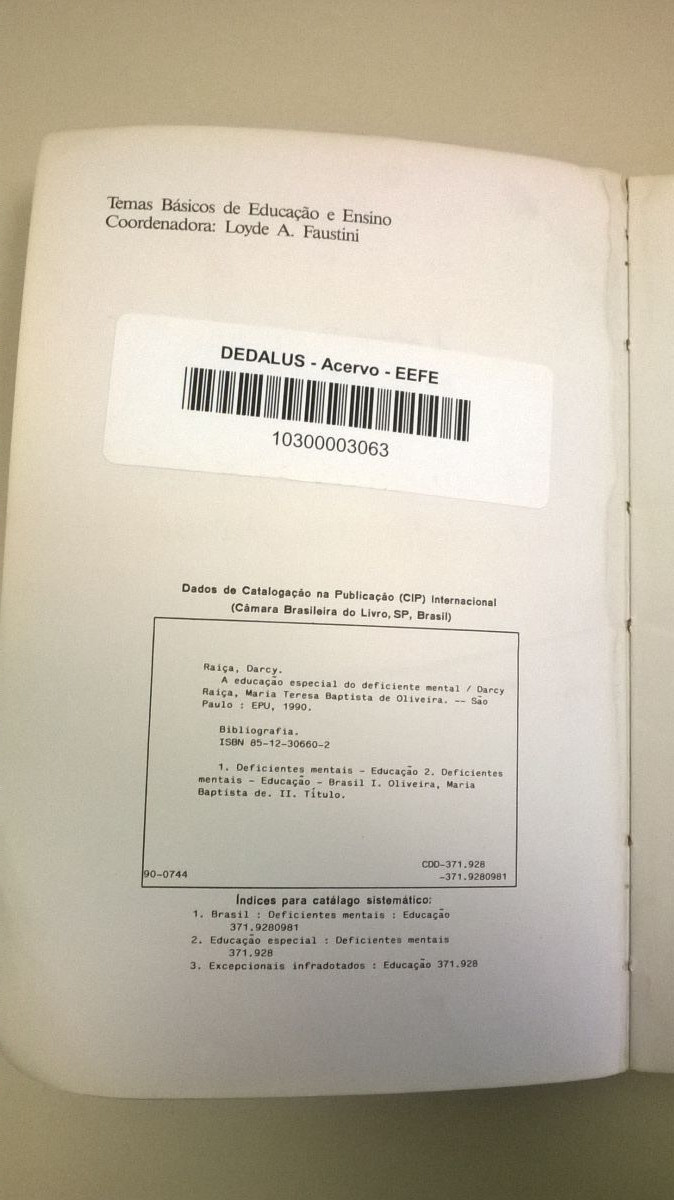 Temas Básicos de Educação e Ensino
Coordenadora: Loyde A. Faustini
DEDALUS - Acervo - EEFE
10300003063
Dados de Catalogação na Publicação (CIP) Internacional
(Câmara Brasileira do Livro, SP, Brasil)
Raiça, Darcy.
A educação especial do deficiente mental / Darcy
Raiça, Maria Teresa Baptista de Oliveira. -- São
Paulo : EPU, 1990.
Bibliografia.
ISBN 85-12-30660-2
1. Deficientes mentais - Educação 2. Deficientes
mentais - Educação - Brasil I. Oliveira, Maria
Baptista de. II. Título.
CDD-371.928
90-0744 -371.9280981
Índices para catálago sistemático:
1. Brasil : Deficientes mentais : Educação
371.9280981
2. Educação especial : Deficientes mentais
371.928
3. Excepcionais infradotados : Educação 371.928